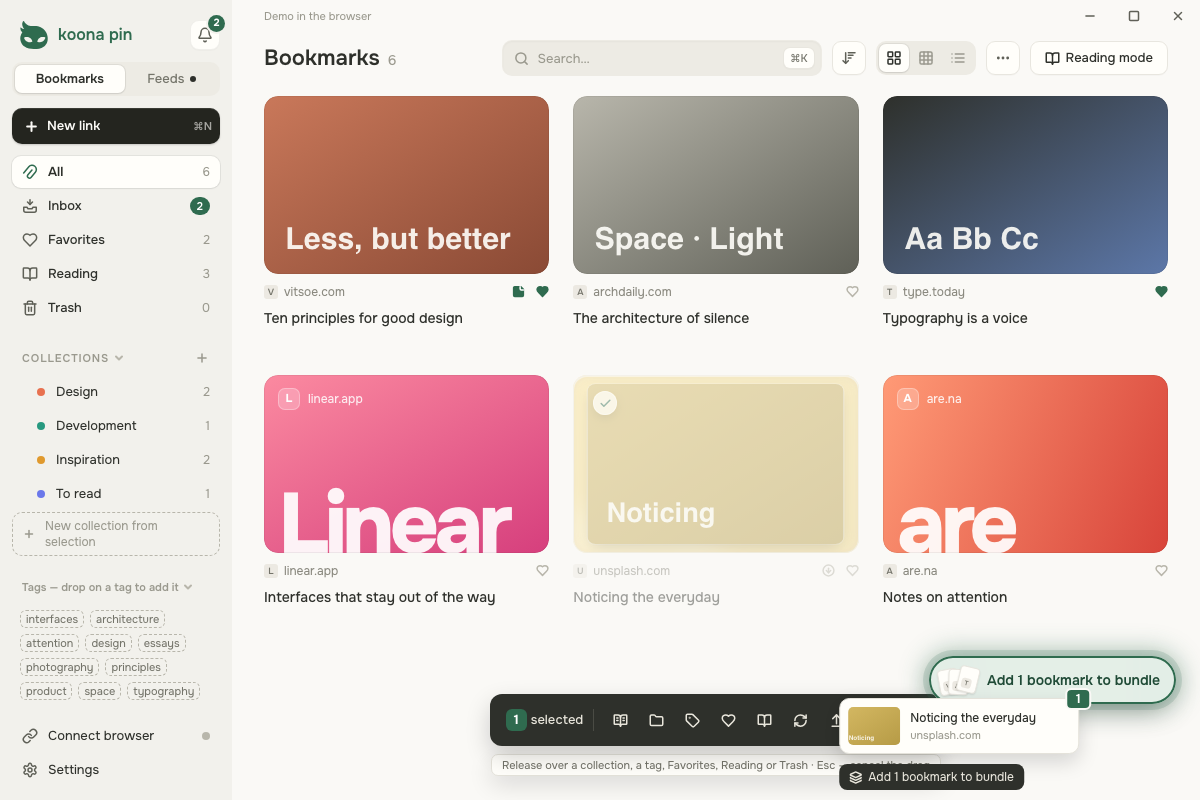 koona pin
2
Bookmarks
Feeds
New link
⌘N
All
6
Inbox
2
Favorites
2
Reading
3
Trash
0
COLLECTIONS
Design
2
Development
1
Inspiration
2
To read
1
New collection from
selection
Tags — drop on a tag to add it
interfaces
architecture
attention
design
essays
photography
principles
product
space
typography
Connect browser
Settings
Demo in the browser
Bookmarks 6
Search...
⌘K
Reading mode
Less, but better
V
vitsoe.com
Ten principles for good design
Space · Light
A
archdaily.com
The architecture of silence
Aa Bb Cc
T
type.today
Typography is a voice
L
linear.app
Linear
L
linear.app
Interfaces that stay out of the way
Noticing
U
unsplash.com
Noticing the everyday
A
are.na
are
A
are.na
Notes on attention
Add 1 bookmark to bundle
1
1 selected
Noticing
Noticing the everyday
unsplash.com
Release over a collection, a tag, Favorites, Reading or Trash · Esc
Add 1 bookmark to bundle